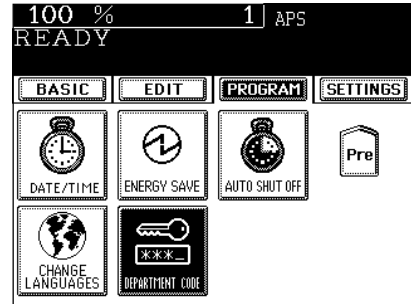 100 % 1 APS
READY
BASIC EDIT PROGRAM SETTINGS
Pre
DATE/TIME ENERGY SAVE AUTO SHUT OFF
***_
CHANGE
LANGUAGES DEPARTMENT CODE